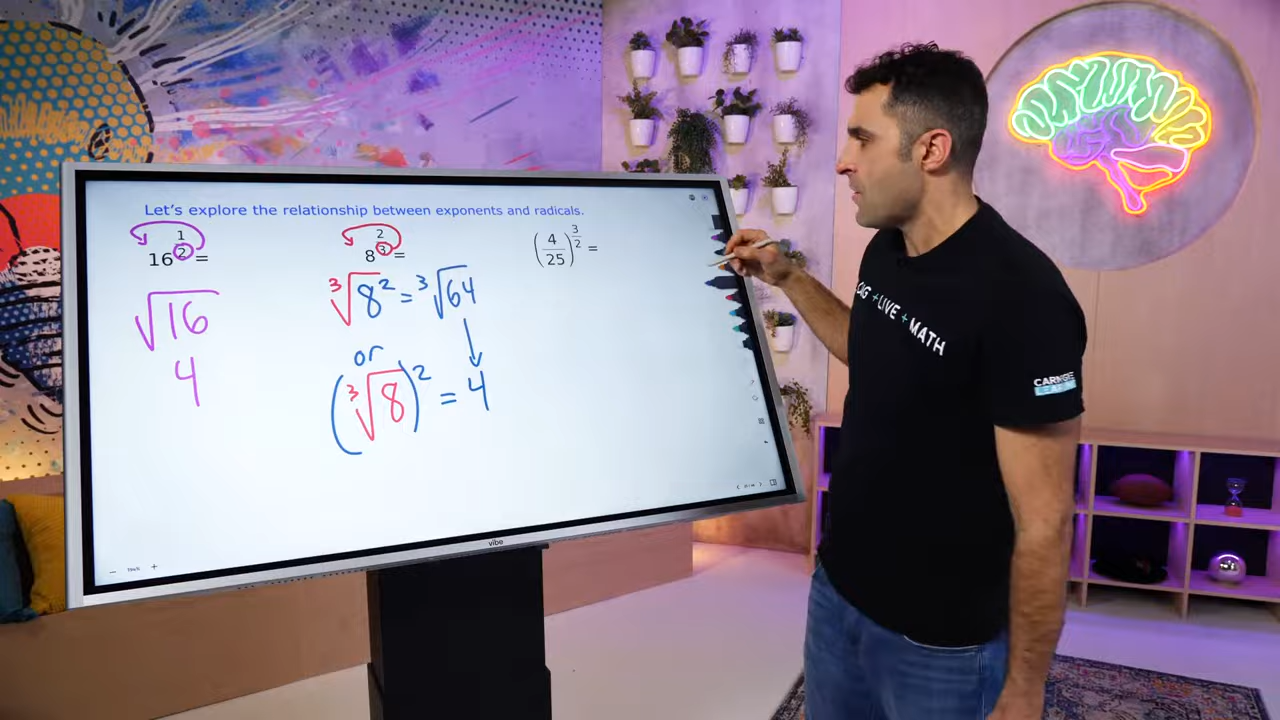 Let's explore the relationship between exponents and radicals.
16^(1/2) =
√16
4
8^(2/3) =
∛8² = ∛64
or
(∛8)² = 4
(4/25)^(3/2) =
vibe
+ LIVE + MATH
CARNEGIE
LEARNING